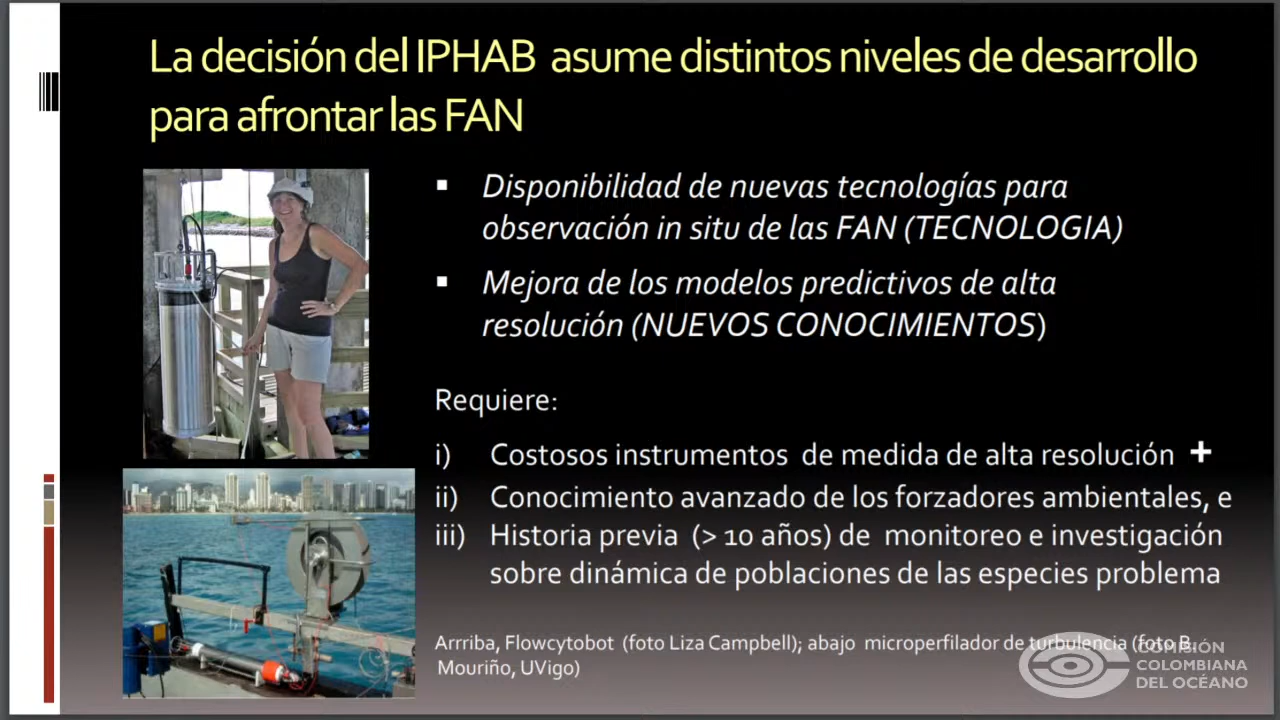 La decisión del IPHAB asume distintos niveles de desarrollo
para afrontar las FAN
Disponibilidad de nuevas tecnologías para
observación in situ de las FAN (TECNOLOGIA)
Mejora de los modelos predictivos de alta
resolución (NUEVOS CONOCIMIENTOS)
Requiere:
i) Costosos instrumentos de medida de alta resolución +
ii) Conocimiento avanzado de los forzadores ambientales, e
iii) Historia previa (> 10 años) de monitoreo e investigación
sobre dinámica de poblaciones de las especies problema
Arrriba, Flowcytobot (foto Liza Campbell); abajo microperfilador de turbulencia (foto B.
Mouriño, UVigo)
COMISIÓN
COLOMBIANA
DEL OCÉANO